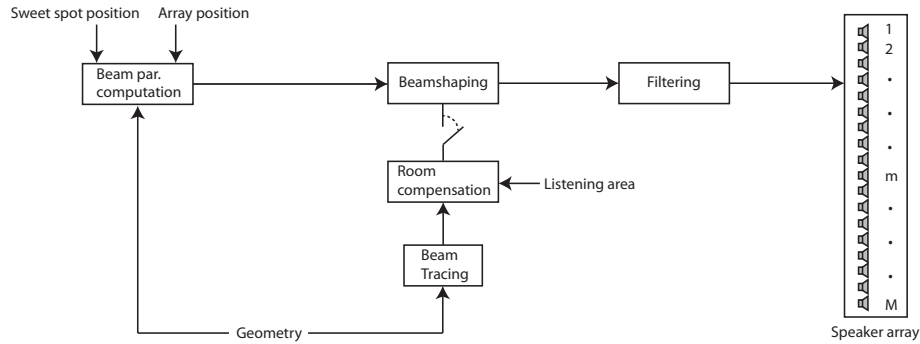 Sweet spot position
Array position
Beam par.
computation
Beamshaping
Filtering
Room
compensation
Listening area
Beam
Tracing
Geometry
1
2
.
.
.
m
.
.
.
M
Speaker array